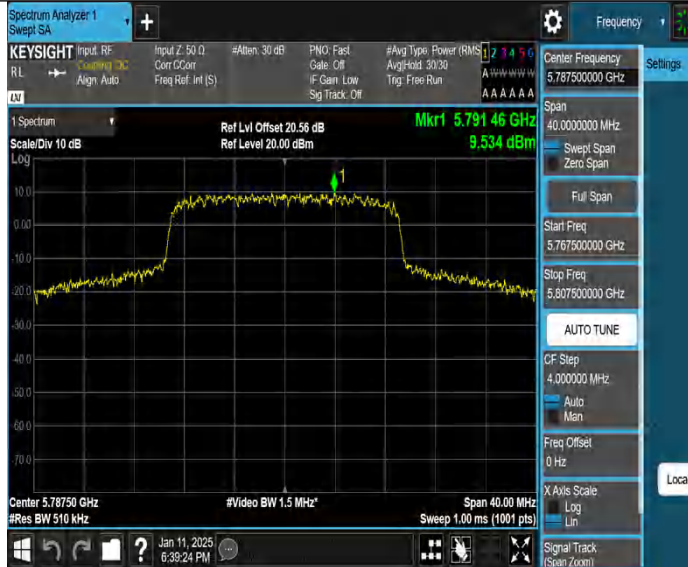 Spectrum Analyzer 1
Swept SA
+
Frequency
KEYSIGHT
RL
Input: RF
Coupling: DC
Align: Auto
Input Z: 50 Ω
Corr CCorr
Freq Ref: Int (S)
#Atten: 30 dB
PNO: Fast
Gate: Off
IF Gain: Low
Sig Track: Off
#Avg Type: Power (RMS
Avg|Hold: 30/30
Trig: Free Run
1 2 3 4 5 6
A W W W W W
A A A A A A
LXI
1 Spectrum
Scale/Div 10 dB
Ref Lvl Offset 20.56 dB
Ref Level 20.00 dBm
Mkr1 5.791 46 GHz
9.534 dBm
Log
1
10.0
0.00
-10.0
-20.0
-30.0
-40.0
-50.0
-60.0
-70.0
Center 5.78750 GHz
#Res BW 510 kHz
#Video BW 1.5 MHz*
Span 40.00 MHz
Sweep 1.00 ms (1001 pts)
?
Jan 11, 2025
6:39:24 PM
Center Frequency
5.787500000 GHz
Settings
Span
40.0000000 MHz
Swept Span
Zero Span
Full Span
Start Freq
5.767500000 GHz
Stop Freq
5.807500000 GHz
AUTO TUNE
CF Step
4.000000 MHz
Auto
Man
Freq Offset
0 Hz
X Axis Scale
Log
Lin
Signal Track
(Span Zoom)
Loca